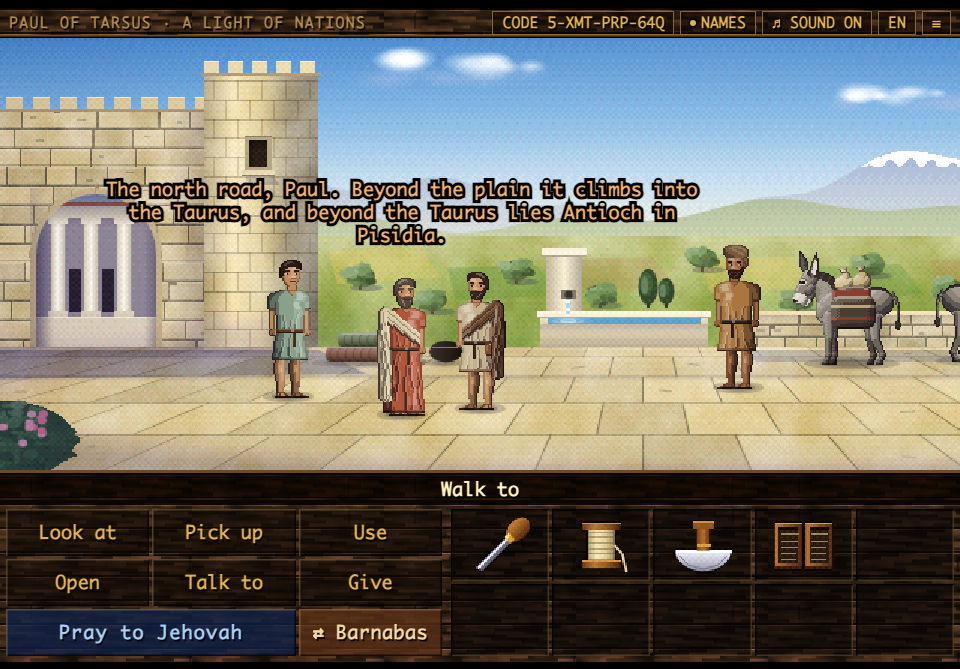 PAUL OF TARSUS · A LIGHT OF NATIONS
CODE 5-XMT-PRP-64Q
• NAMES
♬ SOUND ON
EN
≡
The north road, Paul. Beyond the plain it climbs into
the Taurus, and beyond the Taurus lies Antioch in
Pisidia.
Walk to
Look at
Pick up
Use
Open
Talk to
Give
Pray to Jehovah
⇄ Barnabas